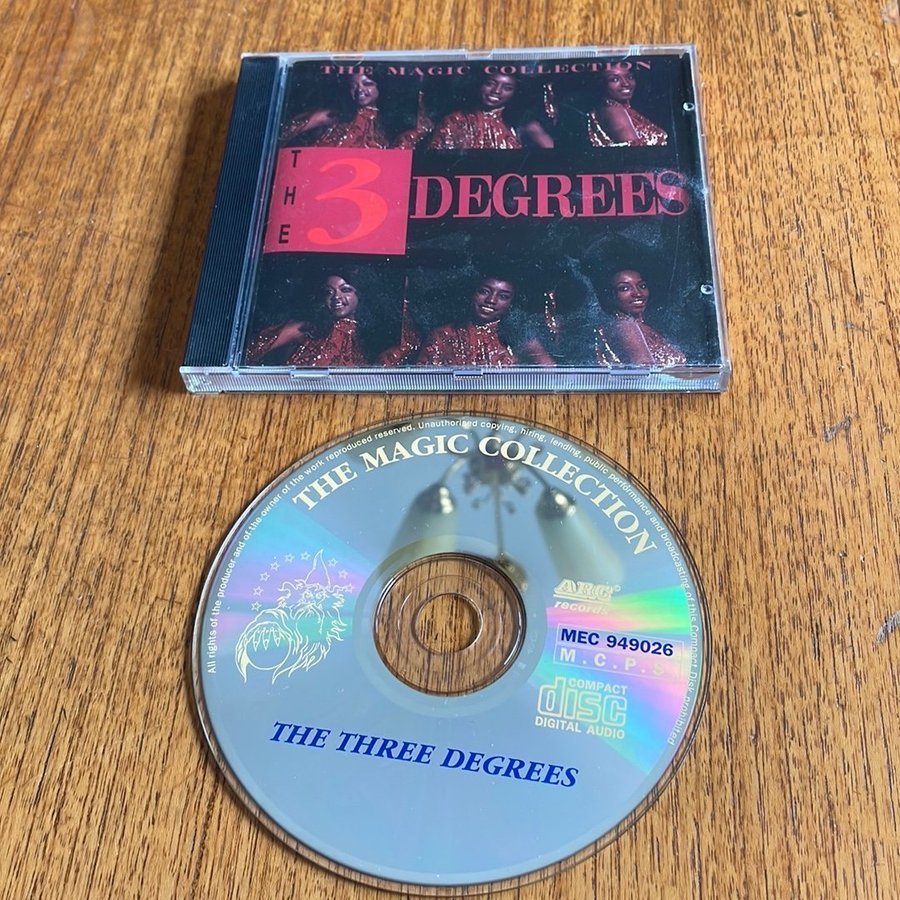 THE MAGIC COLLECTION
THE
3
DEGREES
All rights of the producer and of the owner of the work reproduced reserved. Unauthorised copying, hiring, lending, public performance and broadcasting of this Compact Disk prohibited
THE MAGIC COLLECTION
ARC®
records
MEC 949026
M.C.P.S
COMPACT
disc
DIGITAL AUDIO
THE THREE DEGREES